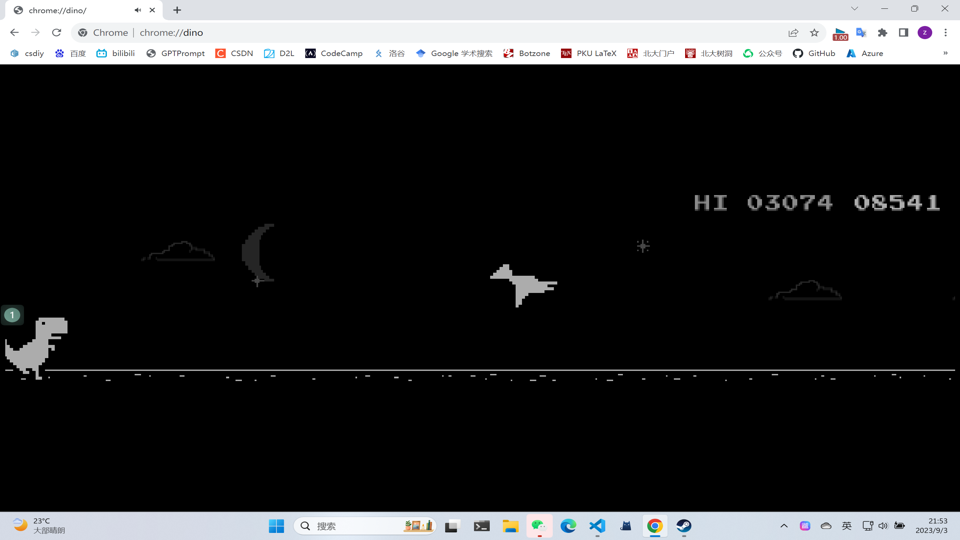 chrome://dino/
Chrome | chrome://dino
1.00
z
csdiy 百度 bilibili GPTPrompt CSDN D2L CodeCamp 洛谷 Google 学术搜索 Botzone PKU LaTeX 北大门户 北大树洞 公众号 GitHub Azure »
HI 03074 08541
1
23°C
大部晴朗
搜索
英
21:53
2023/9/3